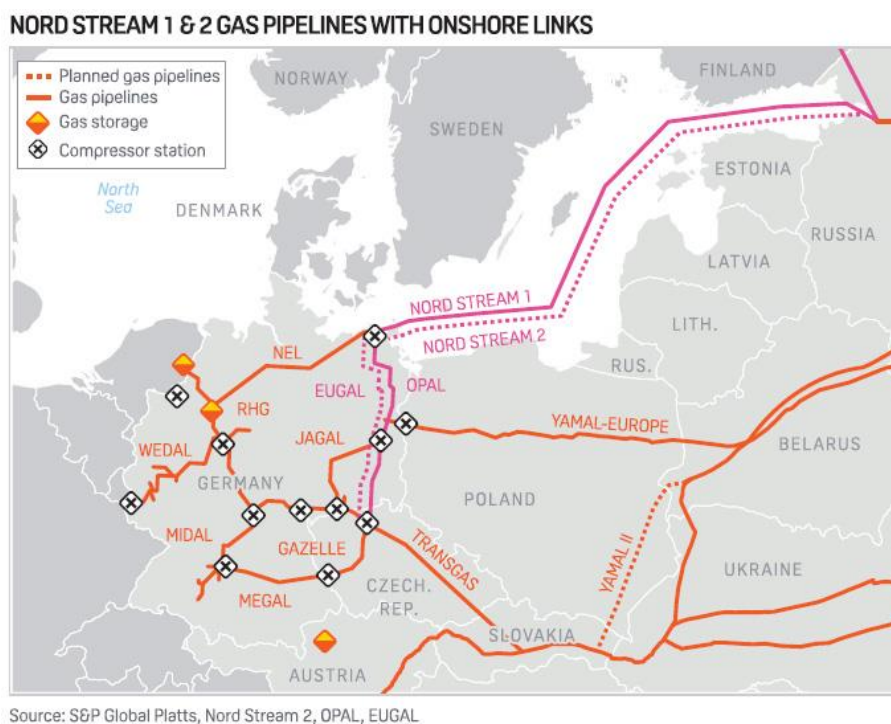 NORD STREAM 1 & 2 GAS PIPELINES WITH ONSHORE LINKS
Planned gas pipelines
Gas pipelines
Gas storage
Compressor station
NORWAY
FINLAND
SWEDEN
North
Sea
DENMARK
ESTONIA
RUSSIA
LATVIA
LITH.
RUS.
NORD STREAM 1
NORD STREAM 2
NEL
EUGAL
OPAL
RHG
JAGAL
YAMAL-EUROPE
BELARUS
WEDAL
GERMANY
POLAND
MIDAL
GAZELLE
TRANSGAS
YAMAL II
UKRAINE
MEGAL
CZECH.
REP.
SLOVAKIA
AUSTRIA
Source: S&P Global Platts, Nord Stream 2, OPAL, EUGAL